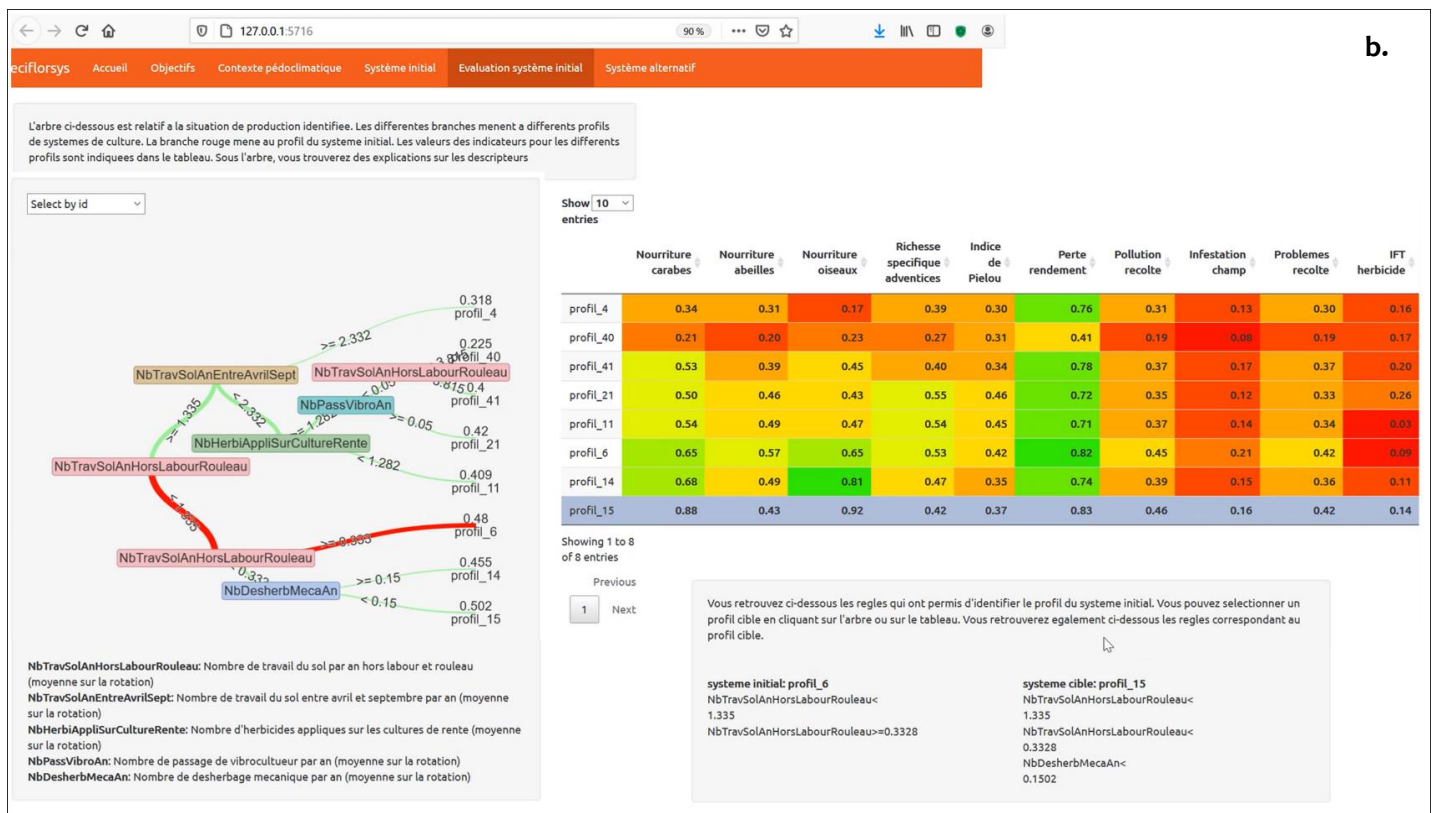 127.0.0.1:5716
90 %
b.
eciflorsys Accueil Objectifs Contexte pédoclimatique Système initial Evaluation système initial Système alternatif
L'arbre ci-dessous est relatif a la situation de production identifiee. Les differentes branches menent a differents profils
de systemes de culture. La branche rouge mene au profil du systeme initial. Les valeurs des indicateurs pour les differents
profils sont indiquees dans le tableau. Sous l'arbre, vous trouverez des explications sur les descripteurs
Select by id
0.318
profil_4
>= 2.332
0.225
profil_40
NbTravSolAnEntreAvrilSept
NbTravSolAnHorsLabourRouleau
< 0.05
0.4
profil_41
NbPassVibroAn
>= 1.335
< 2.332
>= 1.282
>= 0.05
0.42
profil_21
NbHerbiAppliSurCultureRente
< 1.282
NbTravSolAnHorsLabourRouleau
0.409
profil_11
< 1.335
0.48
profil_6
>= 0.333
NbTravSolAnHorsLabourRouleau
0.455
profil_14
< 0.333
>= 0.15
NbDesherbMecaAn
< 0.15
0.502
profil_15
NbTravSolAnHorsLabourRouleau: Nombre de travail du sol par an hors labour et rouleau
(moyenne sur la rotation)
NbTravSolAnEntreAvrilSept: Nombre de travail du sol entre avril et septembre par an (moyenne
sur la rotation)
NbHerbiAppliSurCultureRente: Nombre d'herbicides appliques sur les cultures de rente (moyenne
sur la rotation)
NbPassVibroAn: Nombre de passage de vibrocultueur par an (moyenne sur la rotation)
NbDesherbMecaAn: Nombre de desherbage mecanique par an (moyenne sur la rotation)
Show 10
entries
Nourriture carabes Nourriture abeilles Nourriture oiseaux Richesse specifique adventices Indice de Pielou Perte rendement Pollution recolte Infestation champ Problemes recolte IFT herbicide
profil_4 0.34 0.31 0.17 0.39 0.30 0.76 0.31 0.13 0.30 0.16
profil_40 0.21 0.20 0.23 0.27 0.31 0.41 0.19 0.08 0.19 0.17
profil_41 0.53 0.39 0.45 0.40 0.34 0.78 0.37 0.17 0.37 0.20
profil_21 0.50 0.46 0.43 0.55 0.46 0.72 0.35 0.12 0.33 0.26
profil_11 0.54 0.49 0.47 0.54 0.45 0.71 0.37 0.14 0.34 0.03
profil_6 0.65 0.57 0.65 0.53 0.42 0.82 0.45 0.21 0.42 0.09
profil_14 0.68 0.49 0.81 0.47 0.35 0.74 0.39 0.15 0.36 0.11
profil_15 0.88 0.43 0.92 0.42 0.37 0.83 0.46 0.16 0.42 0.14
Showing 1 to 8
of 8 entries
Previous
1 Next
Vous retrouvez ci-dessous les regles qui ont permis d'identifier le profil du systeme initial. Vous pouvez selectionner un
profil cible en cliquant sur l'arbre ou sur le tableau. Vous retrouverez egalement ci-dessous les regles correspondant au
profil cible.
systeme initial: profil_6
NbTravSolAnHorsLabourRouleau<
1.335
NbTravSolAnHorsLabourRouleau>=0.3328
systeme cible: profil_15
NbTravSolAnHorsLabourRouleau<
1.335
NbTravSolAnHorsLabourRouleau<
0.3328
NbDesherbMecaAn<
0.1502